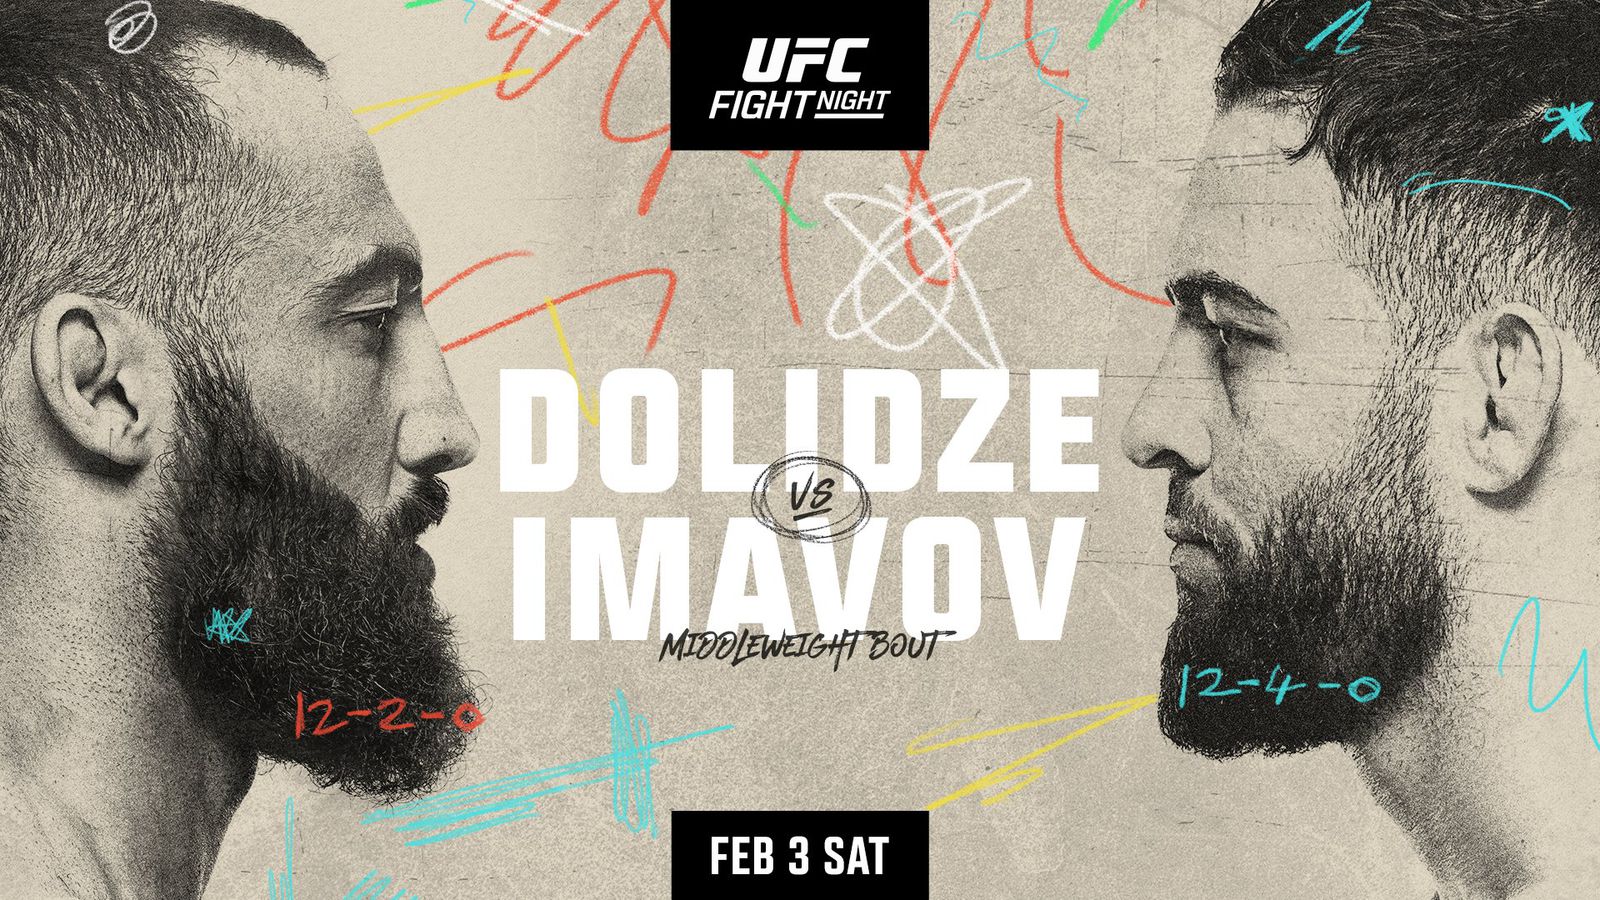 UFC
FIGHT NIGHT
DOLIDZE
VS
IMAVOV
MIDDLEWEIGHT BOUT
12-2-0
12-4-0
FEB 3 SAT